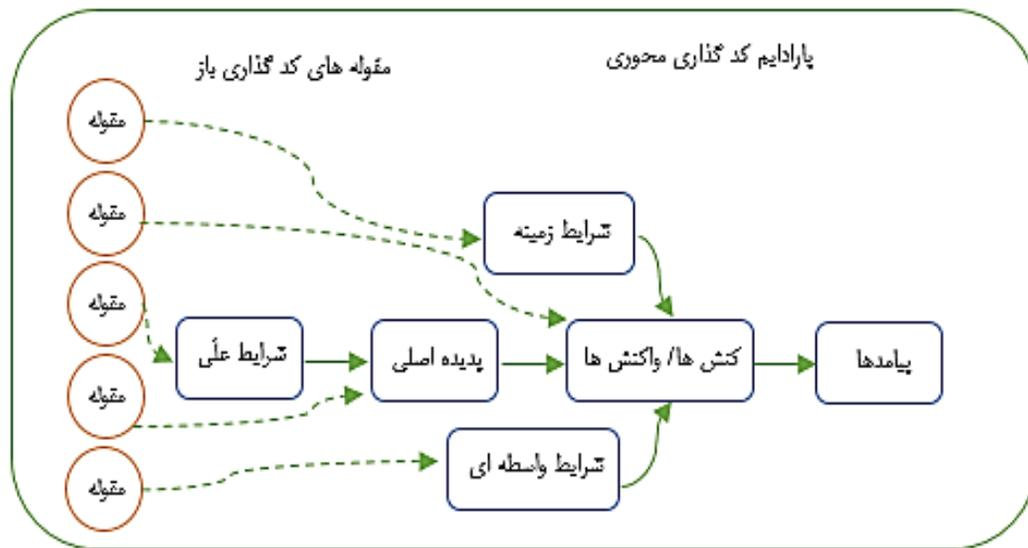 پارادایم کد گذاری محوری
مقوله های کد گذاری باز
مقوله
مقوله
مقوله
مقوله
مقوله
شرایط زمینه
شرایط علّی
پدیده اصلی
کنش ها/ واکنش ها
پیامدها
شرایط واسطه ای